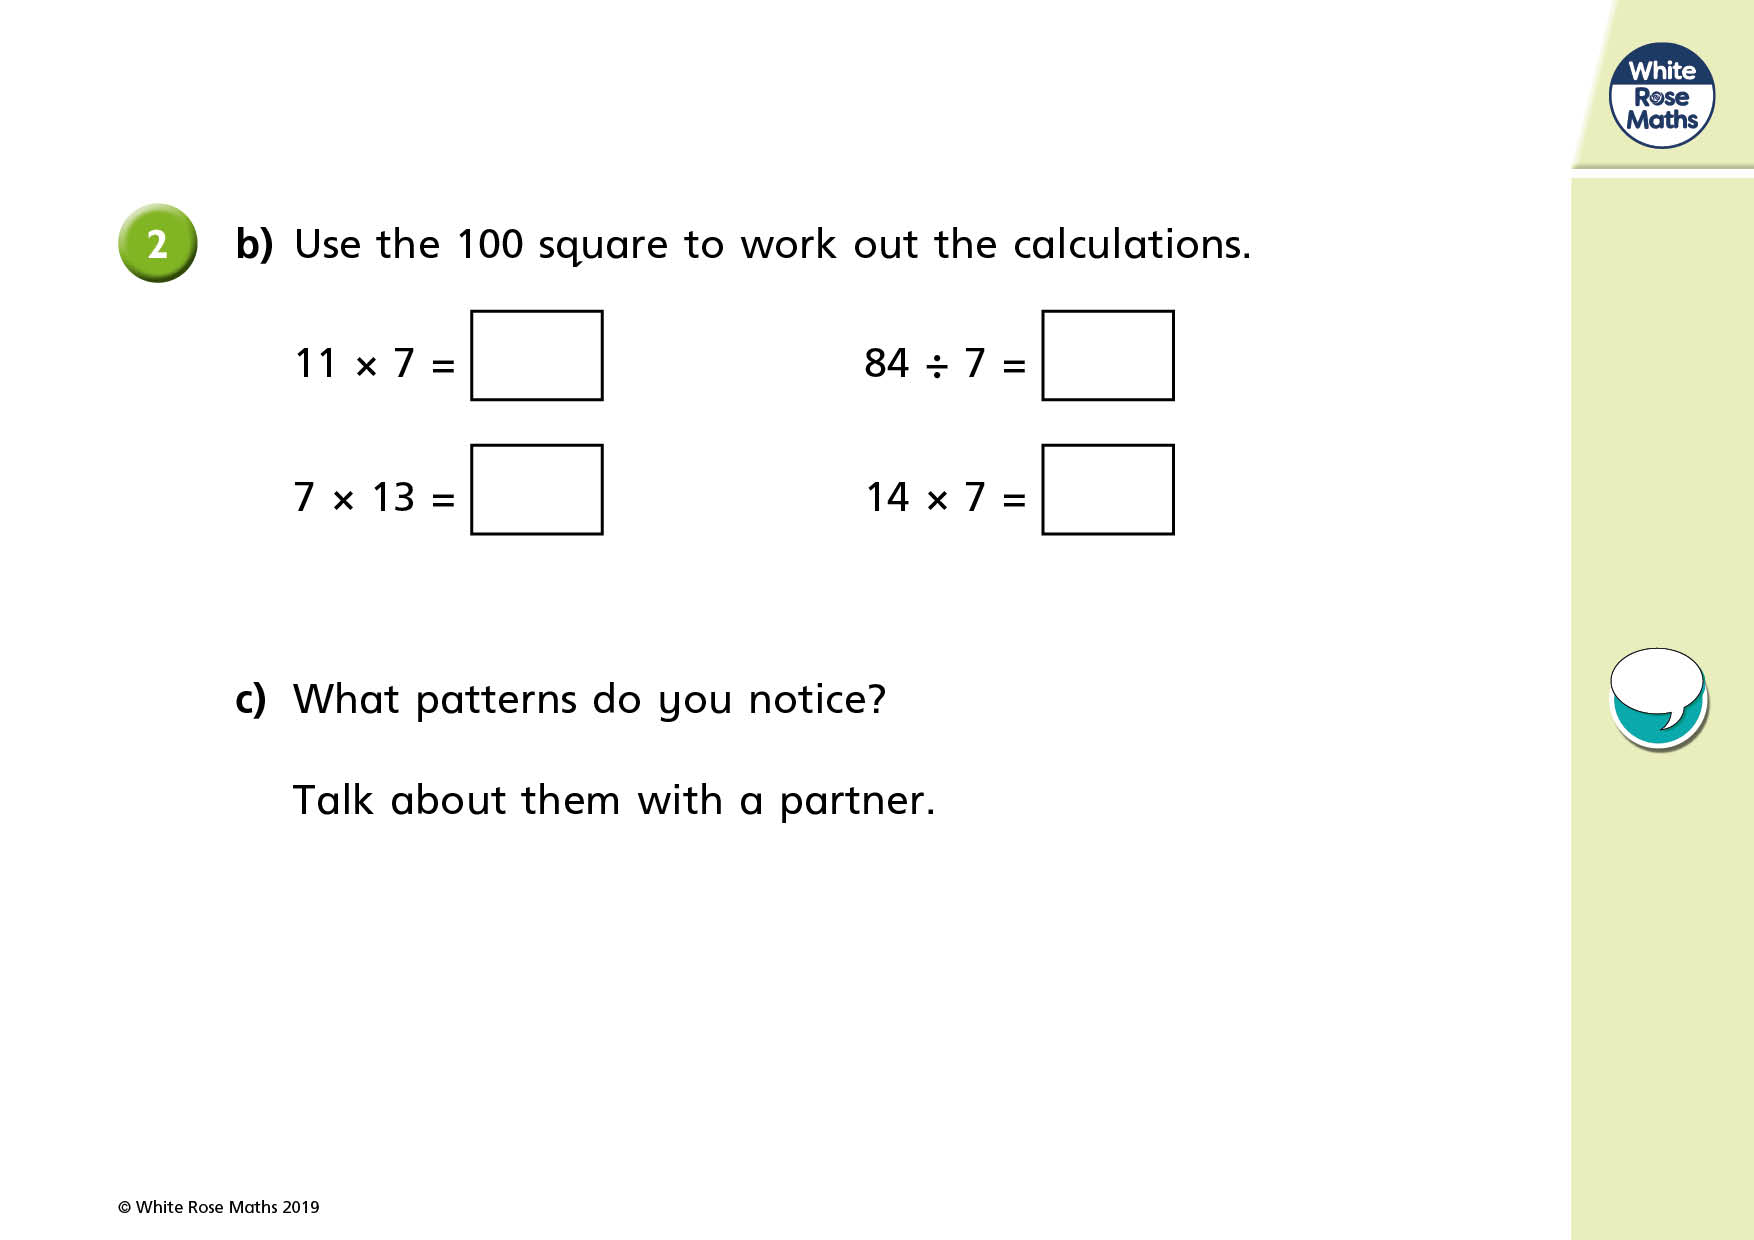 White
Rose
Maths
2 b) Use the 100 square to work out the calculations.
11 × 7 = 84 ÷ 7 =
7 × 13 = 14 × 7 =
c) What patterns do you notice?
Talk about them with a partner.
© White Rose Maths 2019